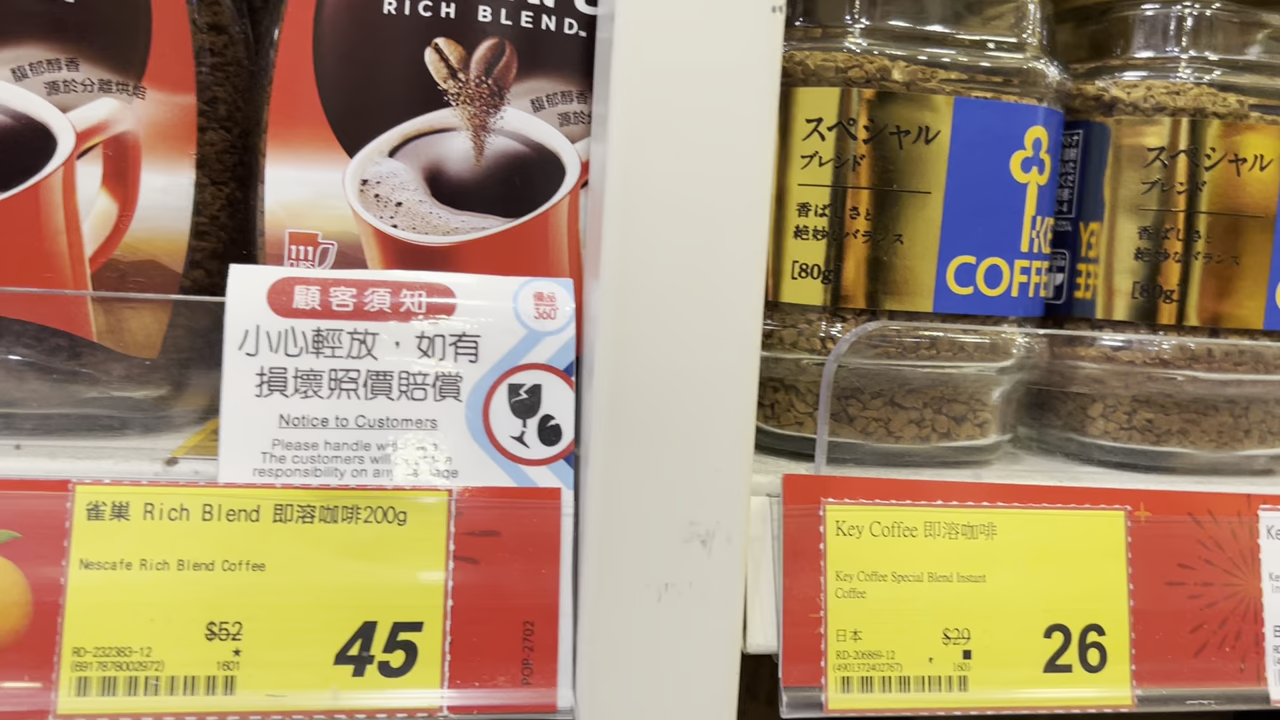 RICH BLEND
馥郁醇香
源於分離烘焙
馥郁醇香
111
CUPS
顧客須知
優品
360°
小心輕放，如有
損壞照價賠償
Notice to Customers
Please handle
The customers
responsibility on
雀巢 Rich Blend 即溶咖啡200g
Nescafe Rich Blend Coffee
$52
45
RD-232383-12
★
(6917878002972)
1601
POP-2702
スペシャル
ブレンド
香ばしさと
絶妙なバランス
[80g]
COFFE
スペシャル
ブレンド
香ばしさと
絶妙なバランス
[80g]
Key Coffee 即溶咖啡
Key Coffee Special Blend Instant
Coffee
日本
$29
26
RD-206869-12
(4901372402767)
1601